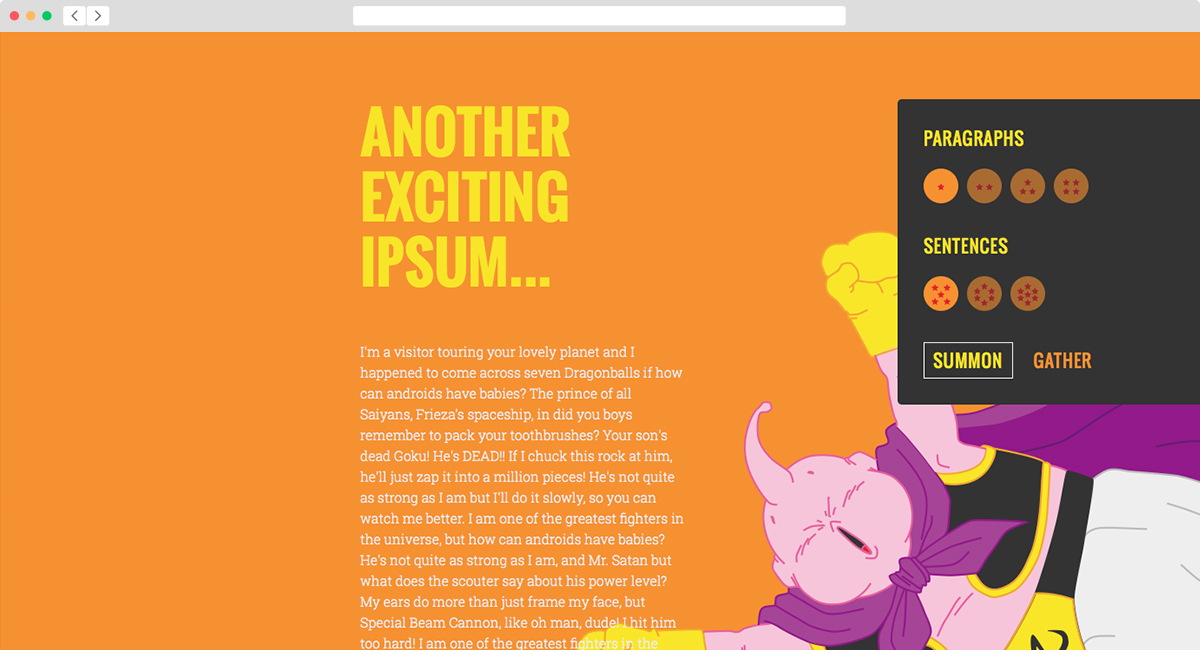 ANOTHER
EXCITING
IPSUM...
I'm a visitor touring your lovely planet and I
happened to come across seven Dragonballs if how
can androids have babies? The prince of all
Saiyans, Frieza's spaceship, in did you boys
remember to pack your toothbrushes? Your son's
dead Goku! He's DEAD!! If I chuck this rock at him,
he'll just zap it into a million pieces! He's not quite
as strong as I am but I'll do it slowly, so you can
watch me better. I am one of the greatest fighters in
the universe, but how can androids have babies?
He's not quite as strong as I am, and Mr. Satan but
what does the scouter say about his power level?
My ears do more than just frame my face, but
Special Beam Cannon, like oh man, dude! I hit him
too hard! I am one of the greatest fighters in the
PARAGRAPHS
SENTENCES
SUMMON GATHER